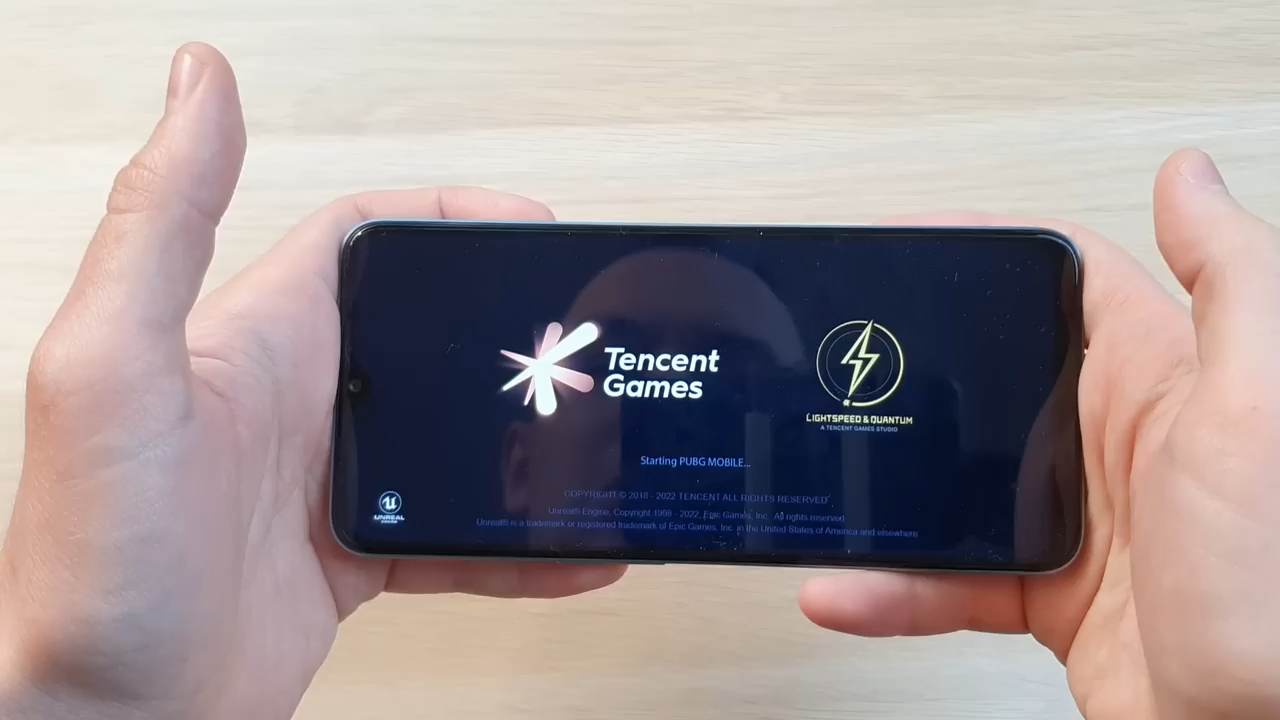 Tencent
Games
LIGHTSPEED & QUANTUM
A TENCENT GAMES STUDIO
Starting PUBG MOBILE...
UNREAL
ENGINE
COPYRIGHT © 2018 - 2022 TENCENT ALL RIGHTS RESERVED
Unreal® Engine, Copyright 1998 - 2022, Epic Games, Inc. All rights reserved
Unreal® is a trademark or registered trademark of Epic Games, Inc. in the United States of America and elsewhere